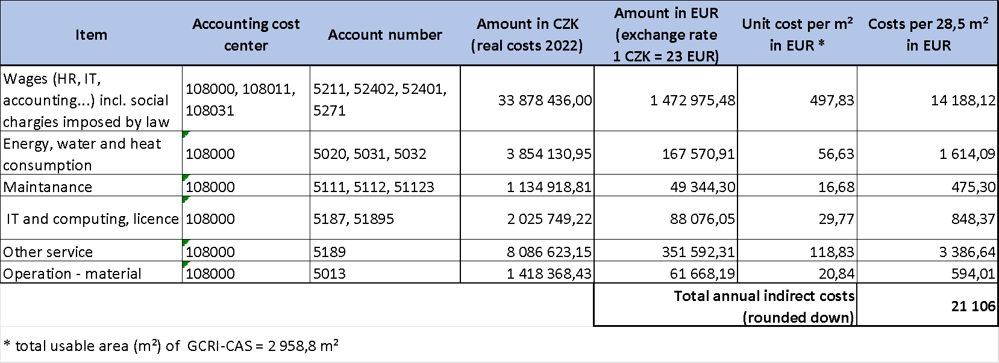 Item
Accounting cost
center
Account number
Amount in CZK
(real costs 2022)
Amount in EUR
(exchange rate
1 CZK = 23 EUR)
Unit cost per m²
in EUR *
Costs per 28,5 m²
in EUR
Wages (HR, IT,
accounting...) incl. social
chargies imposed by law
108000, 108011,
108031
5211, 52402, 52401,
5271
33 878 436,00
1 472 975,48
497,83
14 188,12
Energy, water and heat
consumption
108000
5020, 5031, 5032
3 854 130,95
167 570,91
56,63
1 614,09
Maintanance
108000
5111, 5112, 51123
1 134 918,81
49 344,30
16,68
475,30
IT and computing, licence
108000
5187, 51895
2 025 749,22
88 076,05
29,77
848,37
Other service
108000
5189
8 086 623,15
351 592,31
118,83
3 386,64
Operation - material
108000
5013
1 418 368,43
61 668,19
20,84
594,01
Total annual indirect costs
(rounded down)
21 106
* total usable area (m²) of GCRI-CAS = 2 958,8 m²